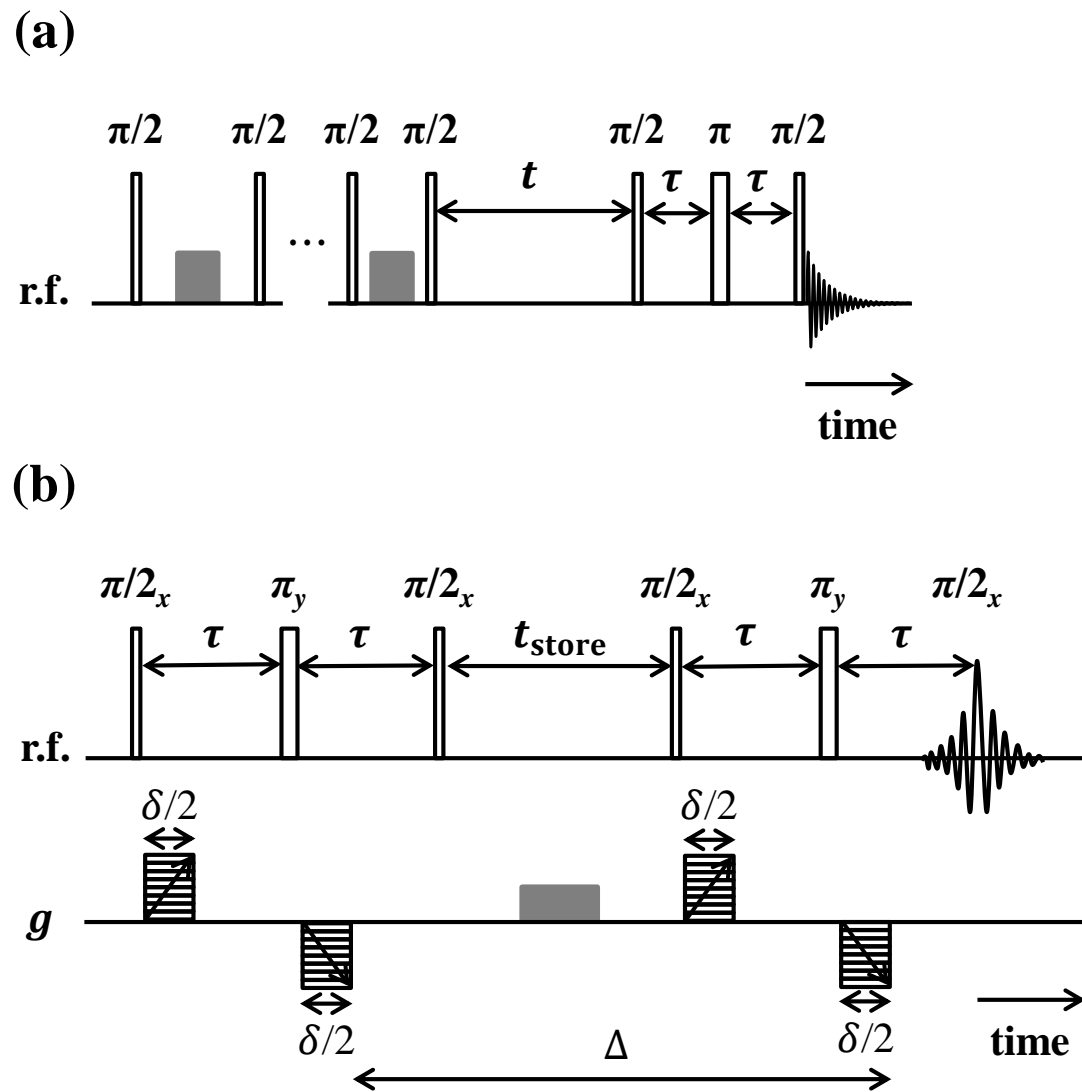 (a)
π/2 π/2 π/2 π/2 π/2 π π/2
t τ τ
...
r.f.
time
(b)
π/2x πy π/2x π/2x πy π/2x
τ τ tstore τ τ
r.f.
δ/2 δ/2
g
δ/2 δ/2
Δ
time